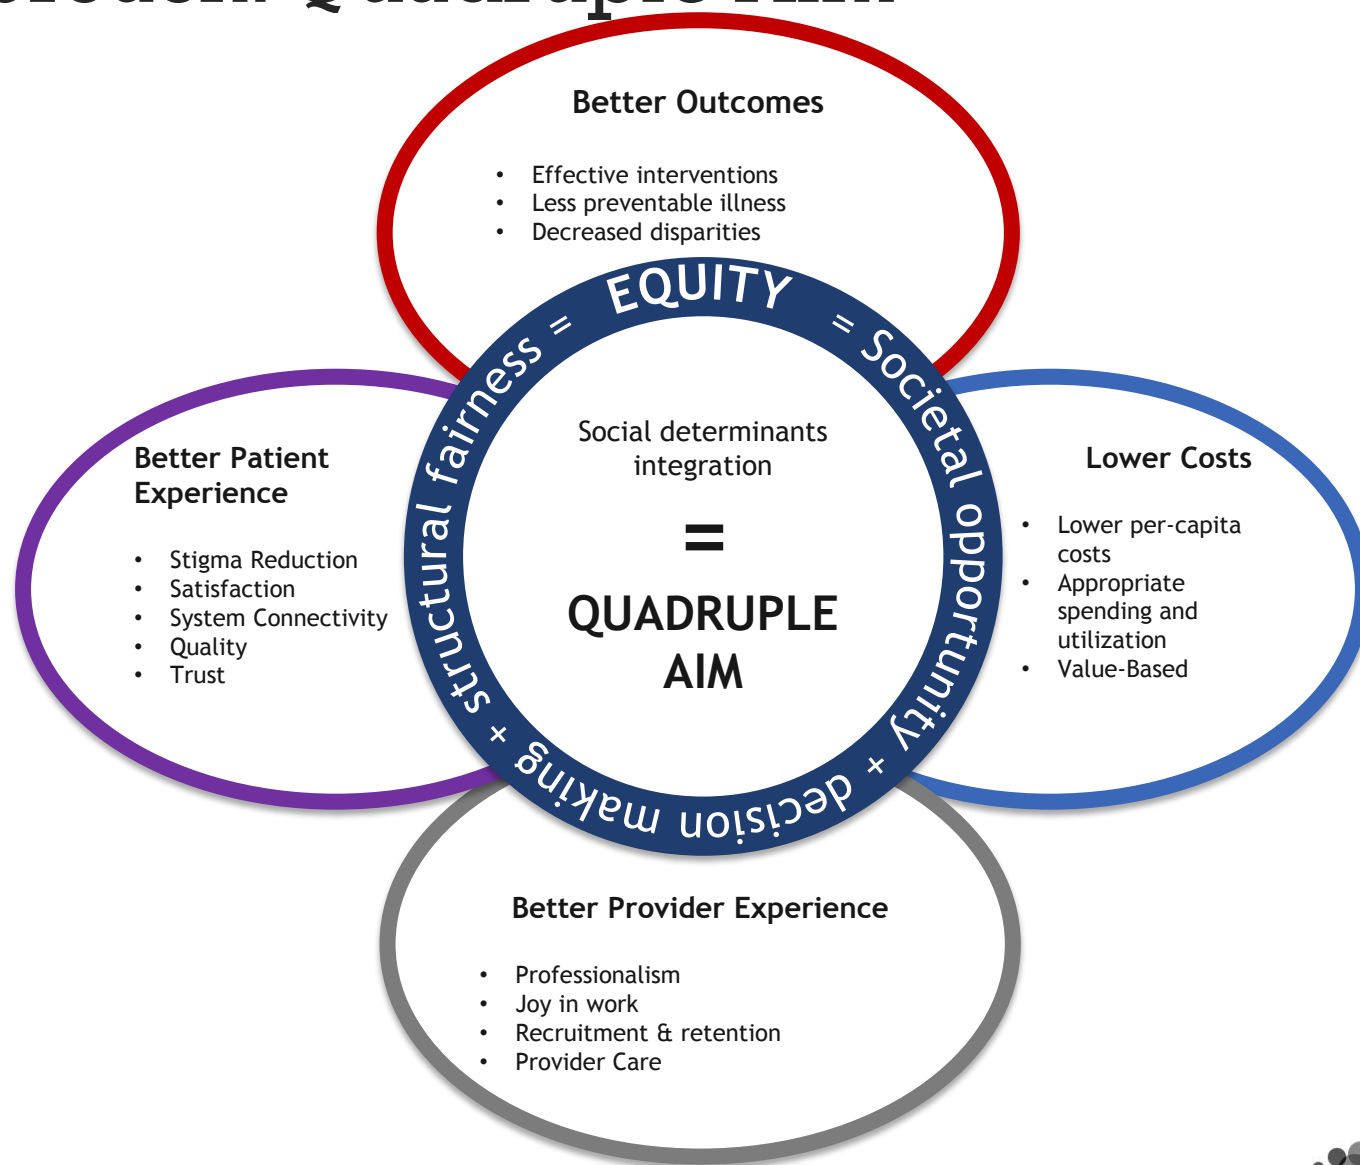 Quadruple Aim
Better Outcomes
• Effective interventions
• Less preventable illness
• Decreased disparities
EQUITY = Societal opportunity + decision making + structural fairness =
Social determinants
integration
=
QUADRUPLE
AIM
Better Patient
Experience
• Stigma Reduction
• Satisfaction
• System Connectivity
• Quality
• Trust
Lower Costs
• Lower per-capita
costs
• Appropriate
spending and
utilization
• Value-Based
Better Provider Experience
• Professionalism
• Joy in work
• Recruitment & retention
• Provider Care